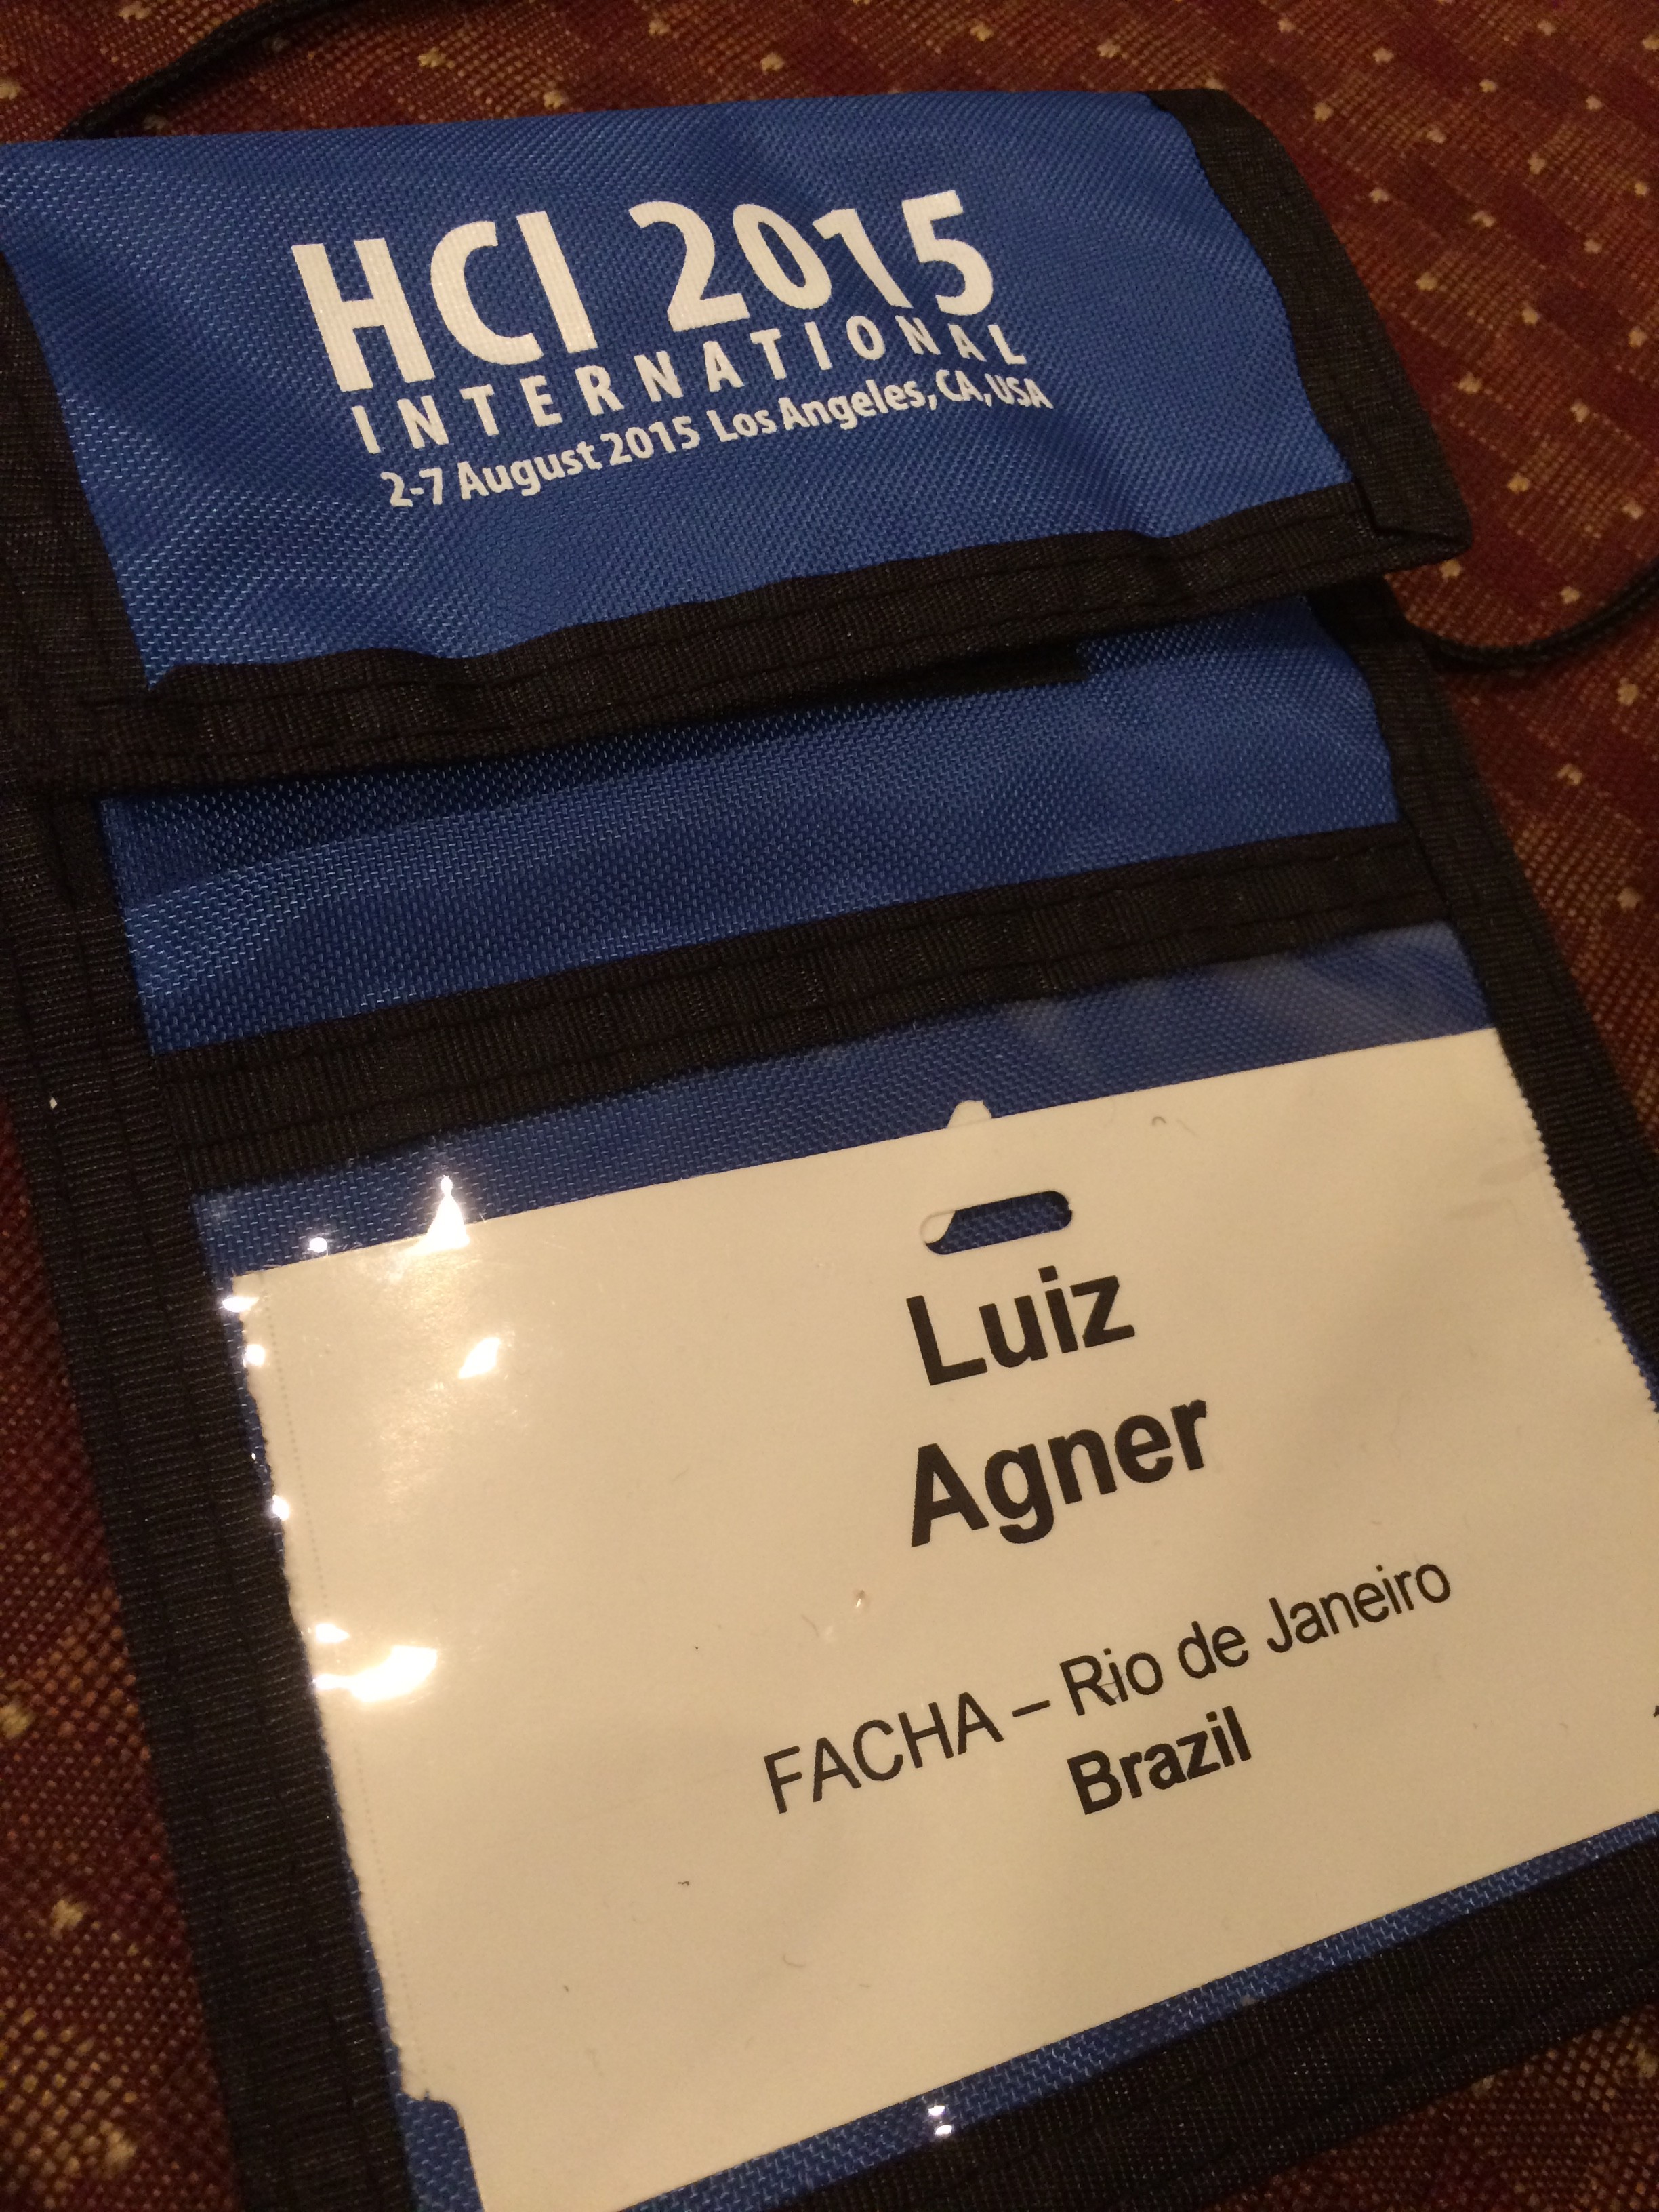 HCI 2015
INTERNATIONAL
2-7 August 2015 Los Angeles, CA, USA
Luiz
Agner
FACHA – Rio de Janeiro
Brazil